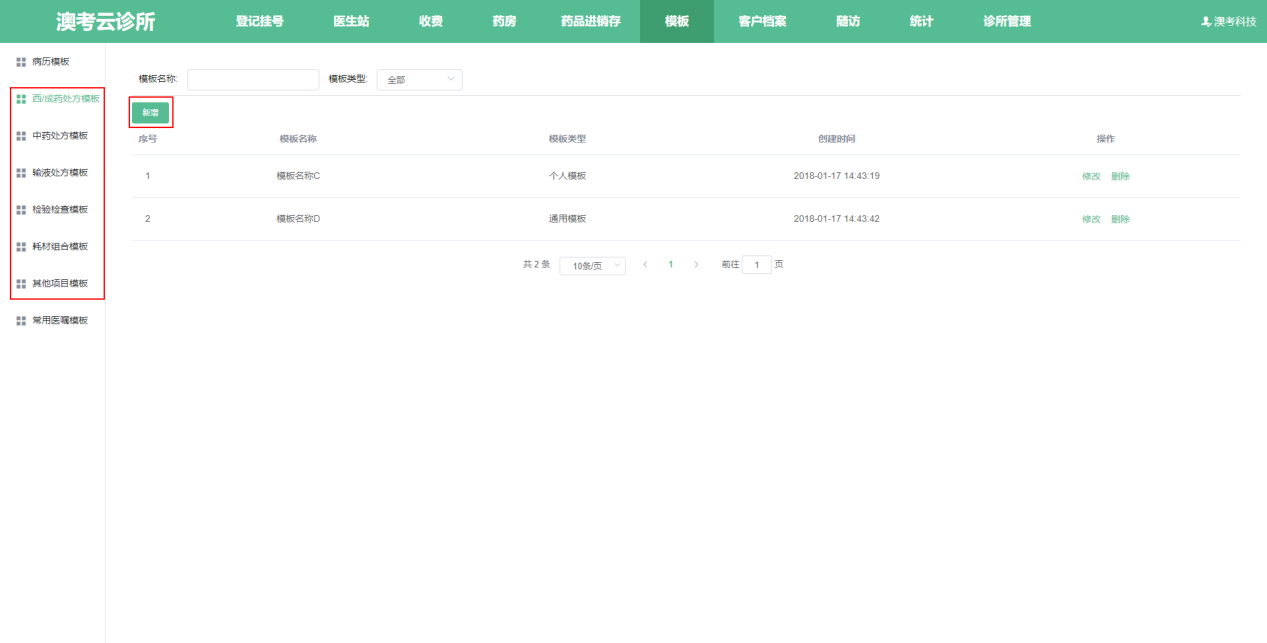 澳考云诊所 登记挂号 医生站 收费 药房 药品进销存 模板 客户档案 随访 统计 诊所管理 澳考科技
病历模板
西/成药处方模板
中药处方模板
输液处方模板
检验检查模板
耗材组合模板
其他项目模板
常用医嘱模板
模板名称: 模板类型: 全部
新增
序号 模板名称 模板类型 创建时间 操作
1 模板名称C 个人模板 2018-01-17 14:43:19 修改 删除
2 模板名称D 通用模板 2018-01-17 14:43:42 修改 删除
共 2 条 10条/页 < 1 > 前往 1 页